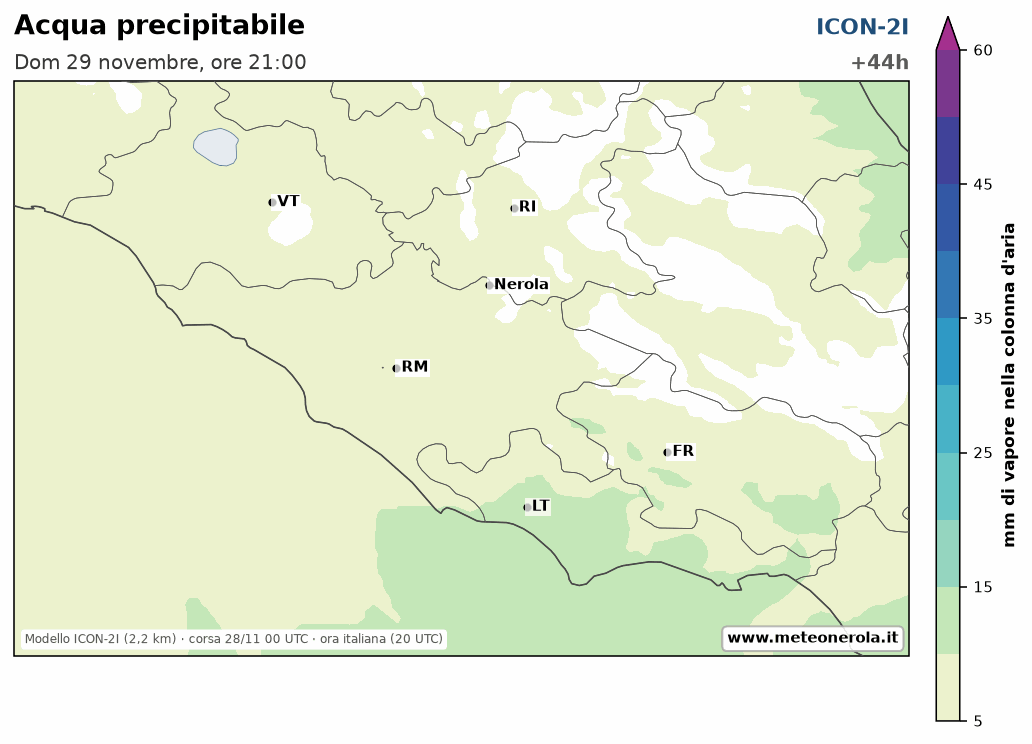 Acqua precipitabile
ICON-2I
Dom 29 novembre, ore 21:00
+44h
60
45
35
25
15
5
mm di vapore nella colonna d'aria
VT
RI
Nerola
RM
FR
LT
Modello ICON-2I (2,2 km) · corsa 28/11 00 UTC · ora italiana (20 UTC)
www.meteonerola.it